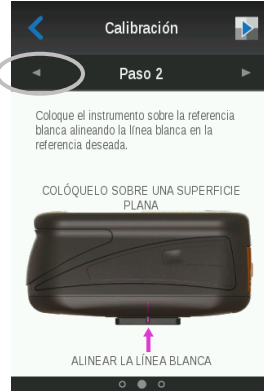 Calibración
Paso 2
Coloque el instrumento sobre la referencia
blanca alineando la línea blanca en la
referencia deseada.
COLÓQUELO SOBRE UNA SUPERFICIE
PLANA
ALINEAR LA LÍNEA BLANCA